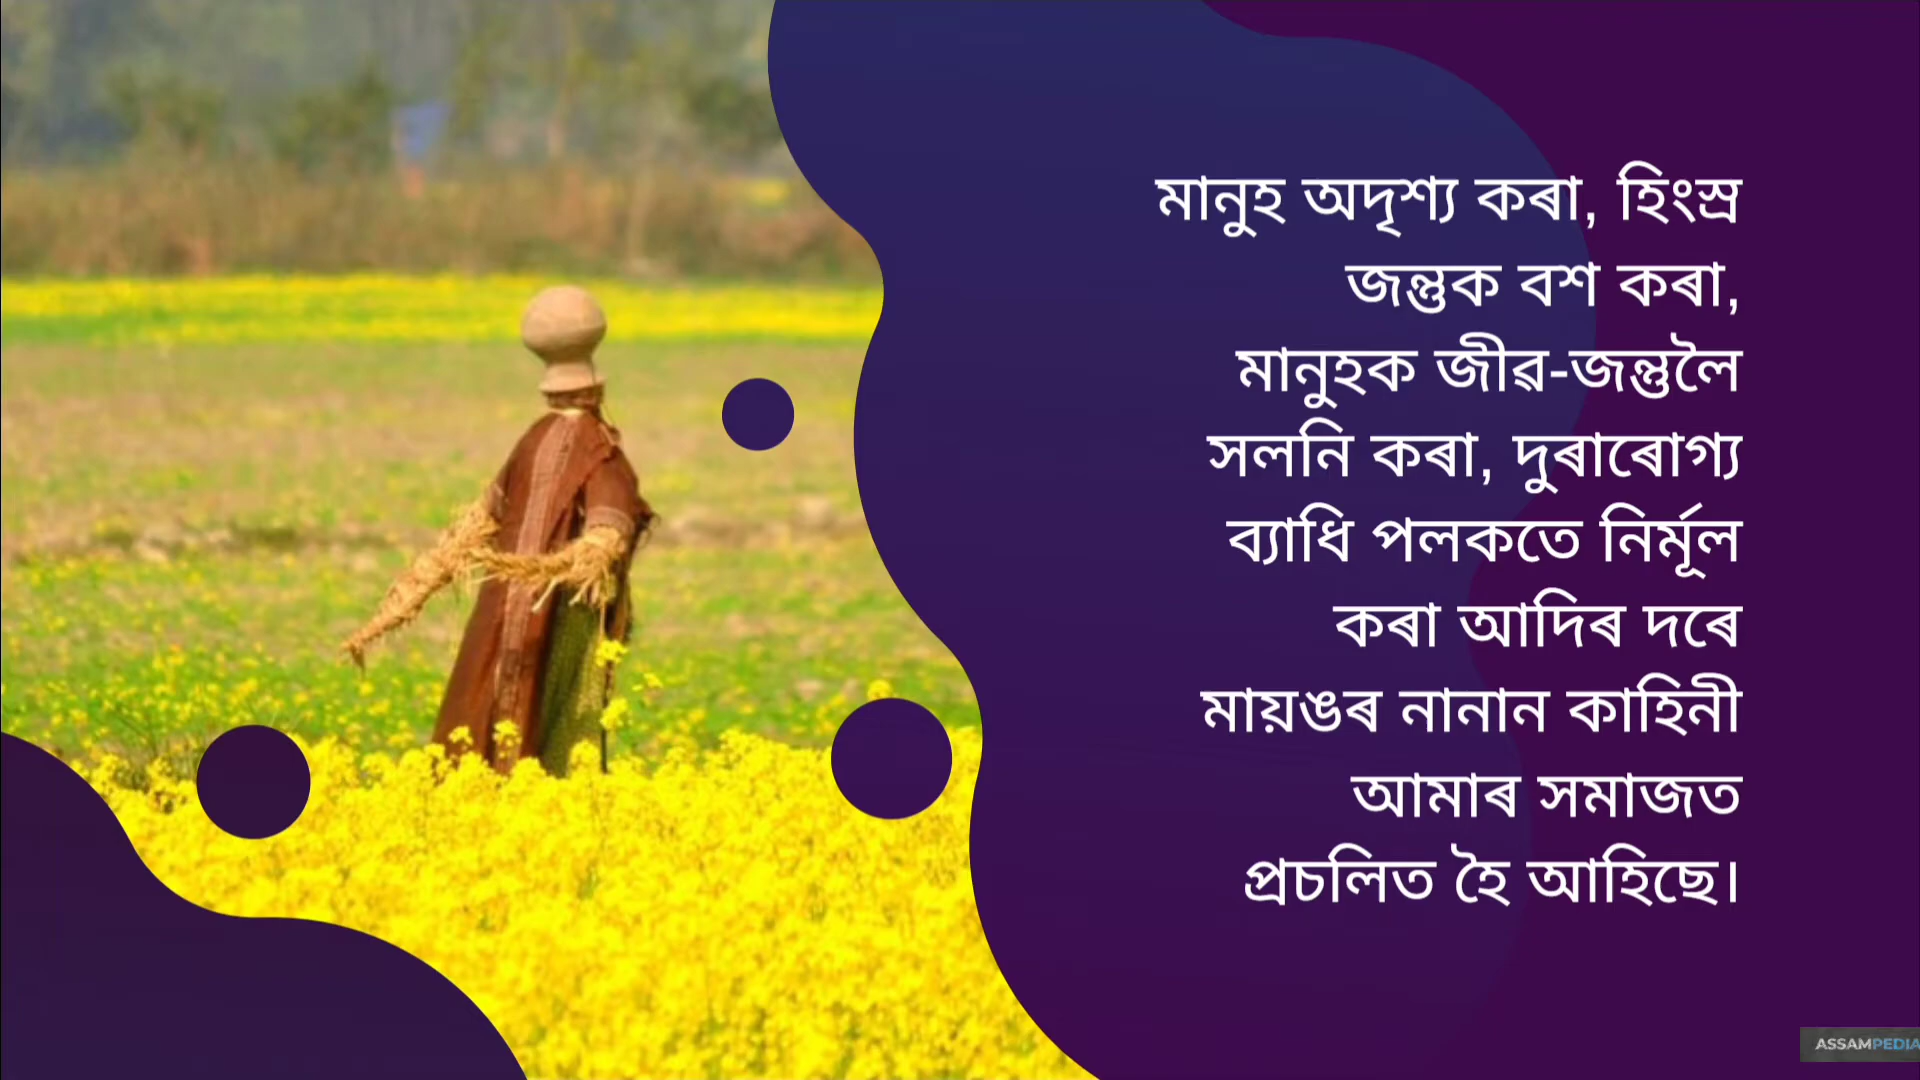 মানুহ অদৃশ্য কৰা, হিংস্ৰ
জন্তুক বশ কৰা,
মানুহক জীৱ-জন্তুলৈ
সলনি কৰা, দুৰাৰোগ্য
ব্যাধি পলকতে নিৰ্মূল
কৰা আদিৰ দৰে
মায়ঙৰ নানান কাহিনী
আমাৰ সমাজত
প্ৰচলিত হৈ আহিছে।
ASSAMPEDIA